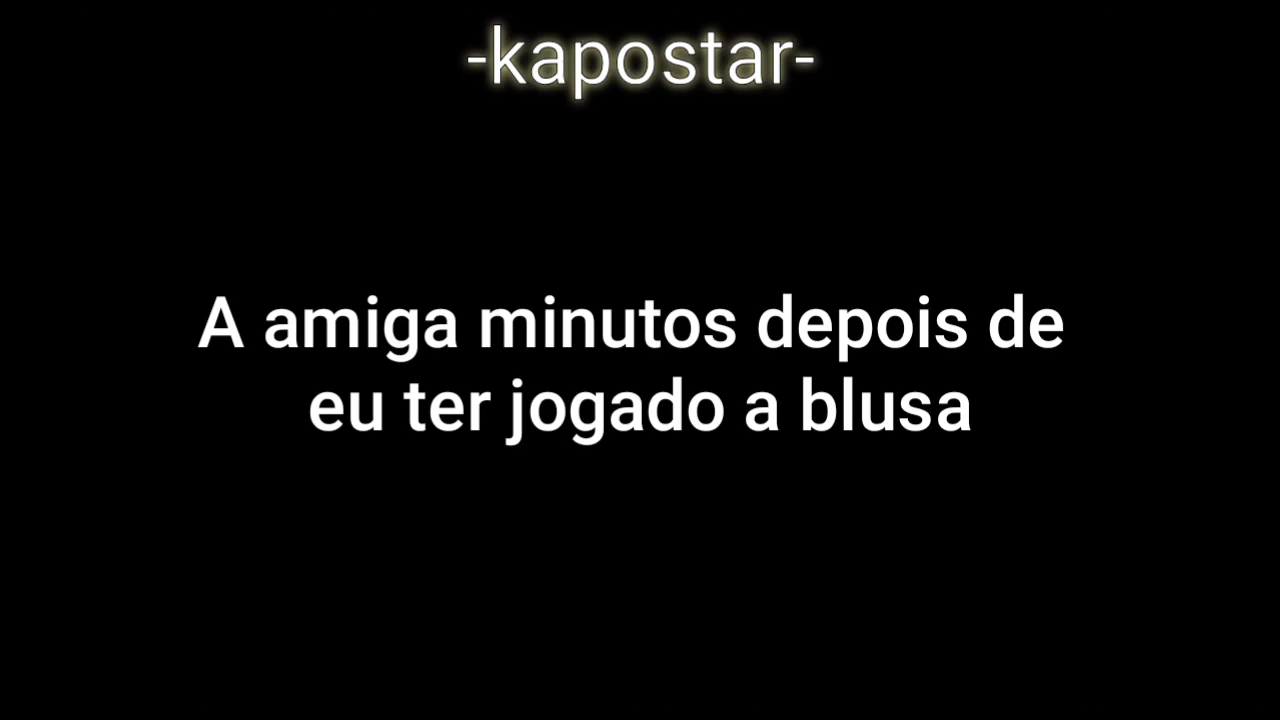 -kapostar-
A amiga minutos depois de
eu ter jogado a blusa